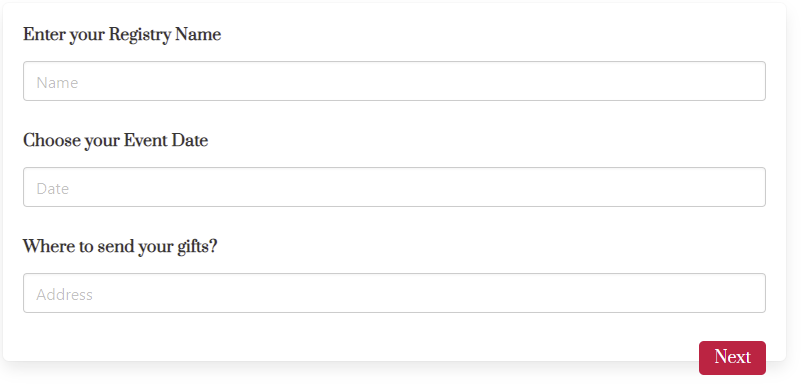 Enter your Registry Name
Name
Choose your Event Date
Date
Where to send your gifts?
Address
Next